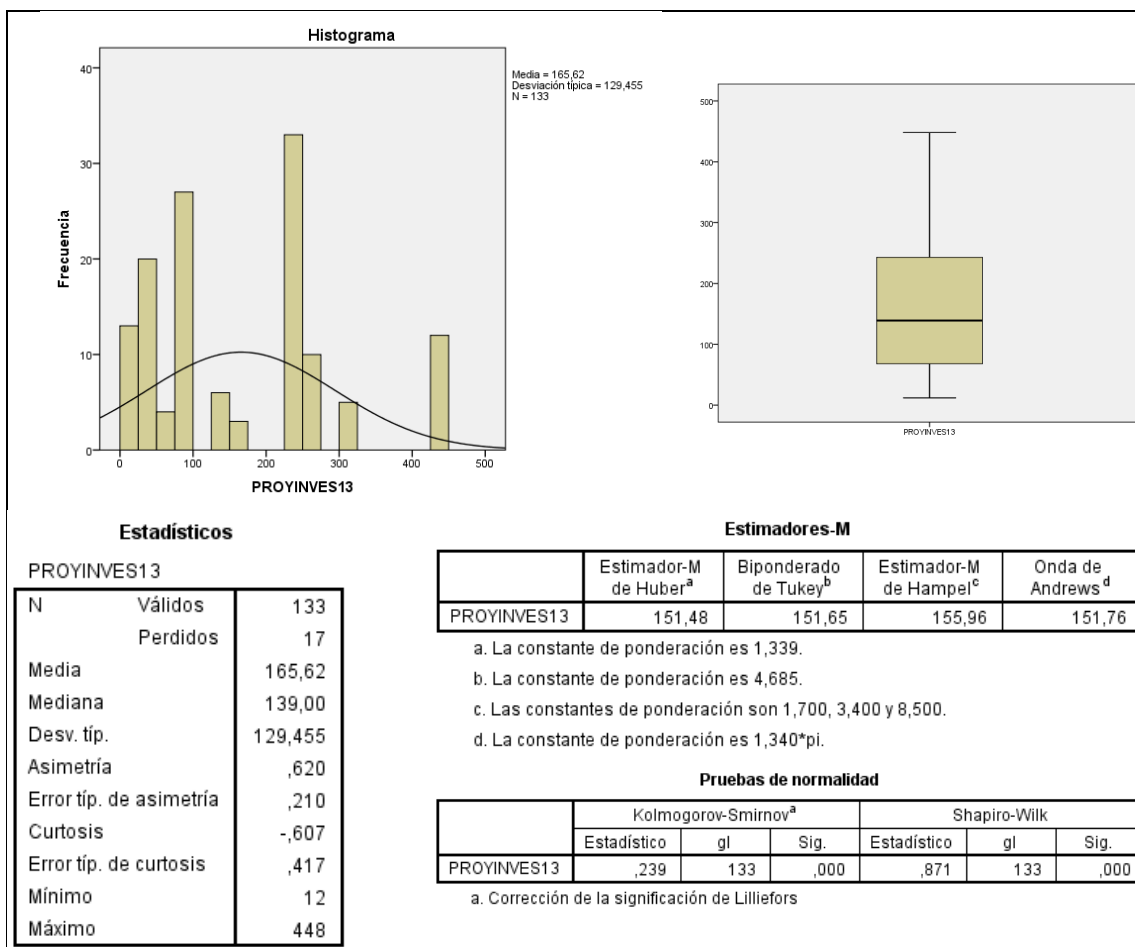 Histograma
Media = 165,62
Desviación típica = 129,455
N = 133
40
30
20
10
0
Frecuencia
0 100 200 300 400 500
PROYINVES13
500
400
300
200
100
0
PROYINVES13
Estadísticos
PROYINVES13
N Válidos 133
Perdidos 17
Media 165,62
Mediana 139,00
Desv. típ. 129,455
Asimetría ,620
Error típ. de asimetría ,210
Curtosis -,607
Error típ. de curtosis ,417
Mínimo 12
Máximo 448
Estimadores-M
Estimador-M de Huberª Biponderado de Tukeyᵇ Estimador-M de Hampelᶜ Onda de Andrewsᵈ
PROYINVES13 151,48 151,65 155,96 151,76
a. La constante de ponderación es 1,339.
b. La constante de ponderación es 4,685.
c. Las constantes de ponderación son 1,700, 3,400 y 8,500.
d. La constante de ponderación es 1,340*pi.
Pruebas de normalidad
Kolmogorov-Smirnovª Shapiro-Wilk
Estadístico gl Sig. Estadístico gl Sig.
PROYINVES13 ,239 133 ,000 ,871 133 ,000
a. Corrección de la significación de Lilliefors